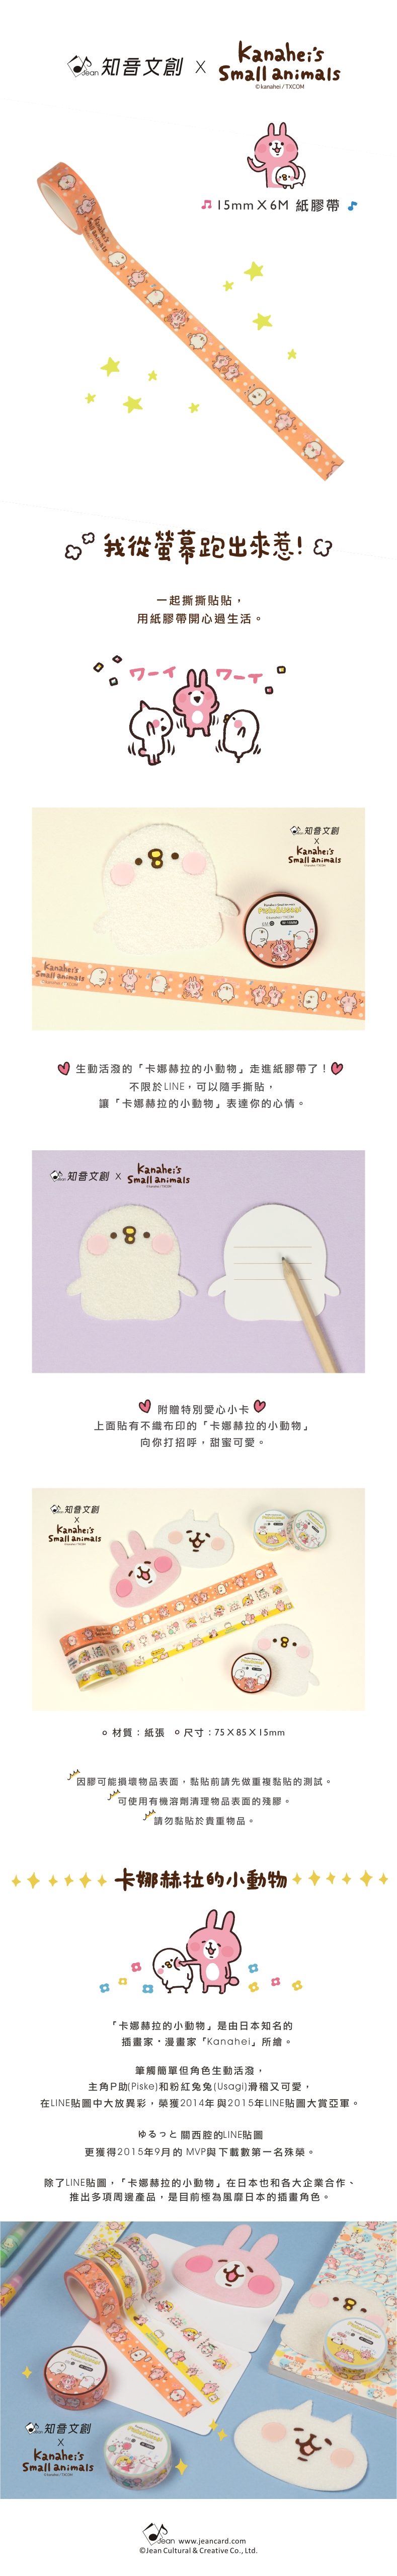 Jean 知音文創 X Kanahei's Small animals
©kanahei / TXCOM
15mm X 6M 紙膠帶
我從螢幕跑出來惹!
一起撕撕貼貼，
用紙膠帶開心過生活。
ワーイ ワーイ
知音文創
X
Kanahei's
Small animals
Kanahei's
Small animals
生動活潑的「卡娜赫拉的小動物」走進紙膠帶了！
不限於LINE，可以隨手撕貼，
讓「卡娜赫拉的小動物」表達你的心情。
知音文創 X Kanahei's
Small animals
附贈特別愛心小卡
上面貼有不織布印的「卡娜赫拉的小動物」
向你打招呼，甜蜜可愛。
知音文創
X
Kanahei's
Small animals
材質：紙張 尺寸：75X85X15mm
因膠可能損壞物品表面，黏貼前請先做重複黏貼的測試。
可使用有機溶劑清理物品表面的殘膠。
請勿黏貼於貴重物品。
卡娜赫拉的小動物
「卡娜赫拉的小動物」是由日本知名的
插畫家・漫畫家「Kanahei」所繪。
筆觸簡單但角色生動活潑，
主角P助(Piske)和粉紅兔兔(Usagi)滑稽又可愛，
在LINE貼圖中大放異彩，榮獲2014年與2015年LINE貼圖大賞亞軍。
ゆるっと 關西腔的LINE貼圖
更獲得2015年9月的 MVP與下載數第一名殊榮。
除了LINE貼圖，「卡娜赫拉的小動物」在日本也和各大企業合作、
推出多項周邊產品，是目前極為風靡日本的插畫角色。
Jean 知音文創
X
Kanahei's
Small animals
Jean www.jeancard.com
©Jean Cultural & Creative Co., Ltd.